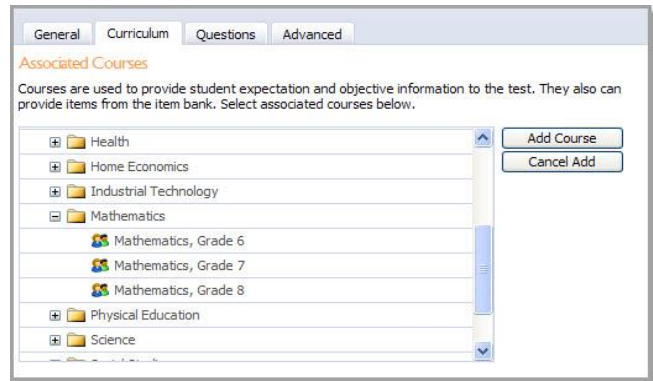 General Curriculum Questions Advanced
Associated Courses
Courses are used to provide student expectation and objective information to the test. They also can
provide items from the item bank. Select associated courses below.
Health
Add Course
Home Economics
Cancel Add
Industrial Technology
Mathematics
Mathematics, Grade 6
Mathematics, Grade 7
Mathematics, Grade 8
Physical Education
Science